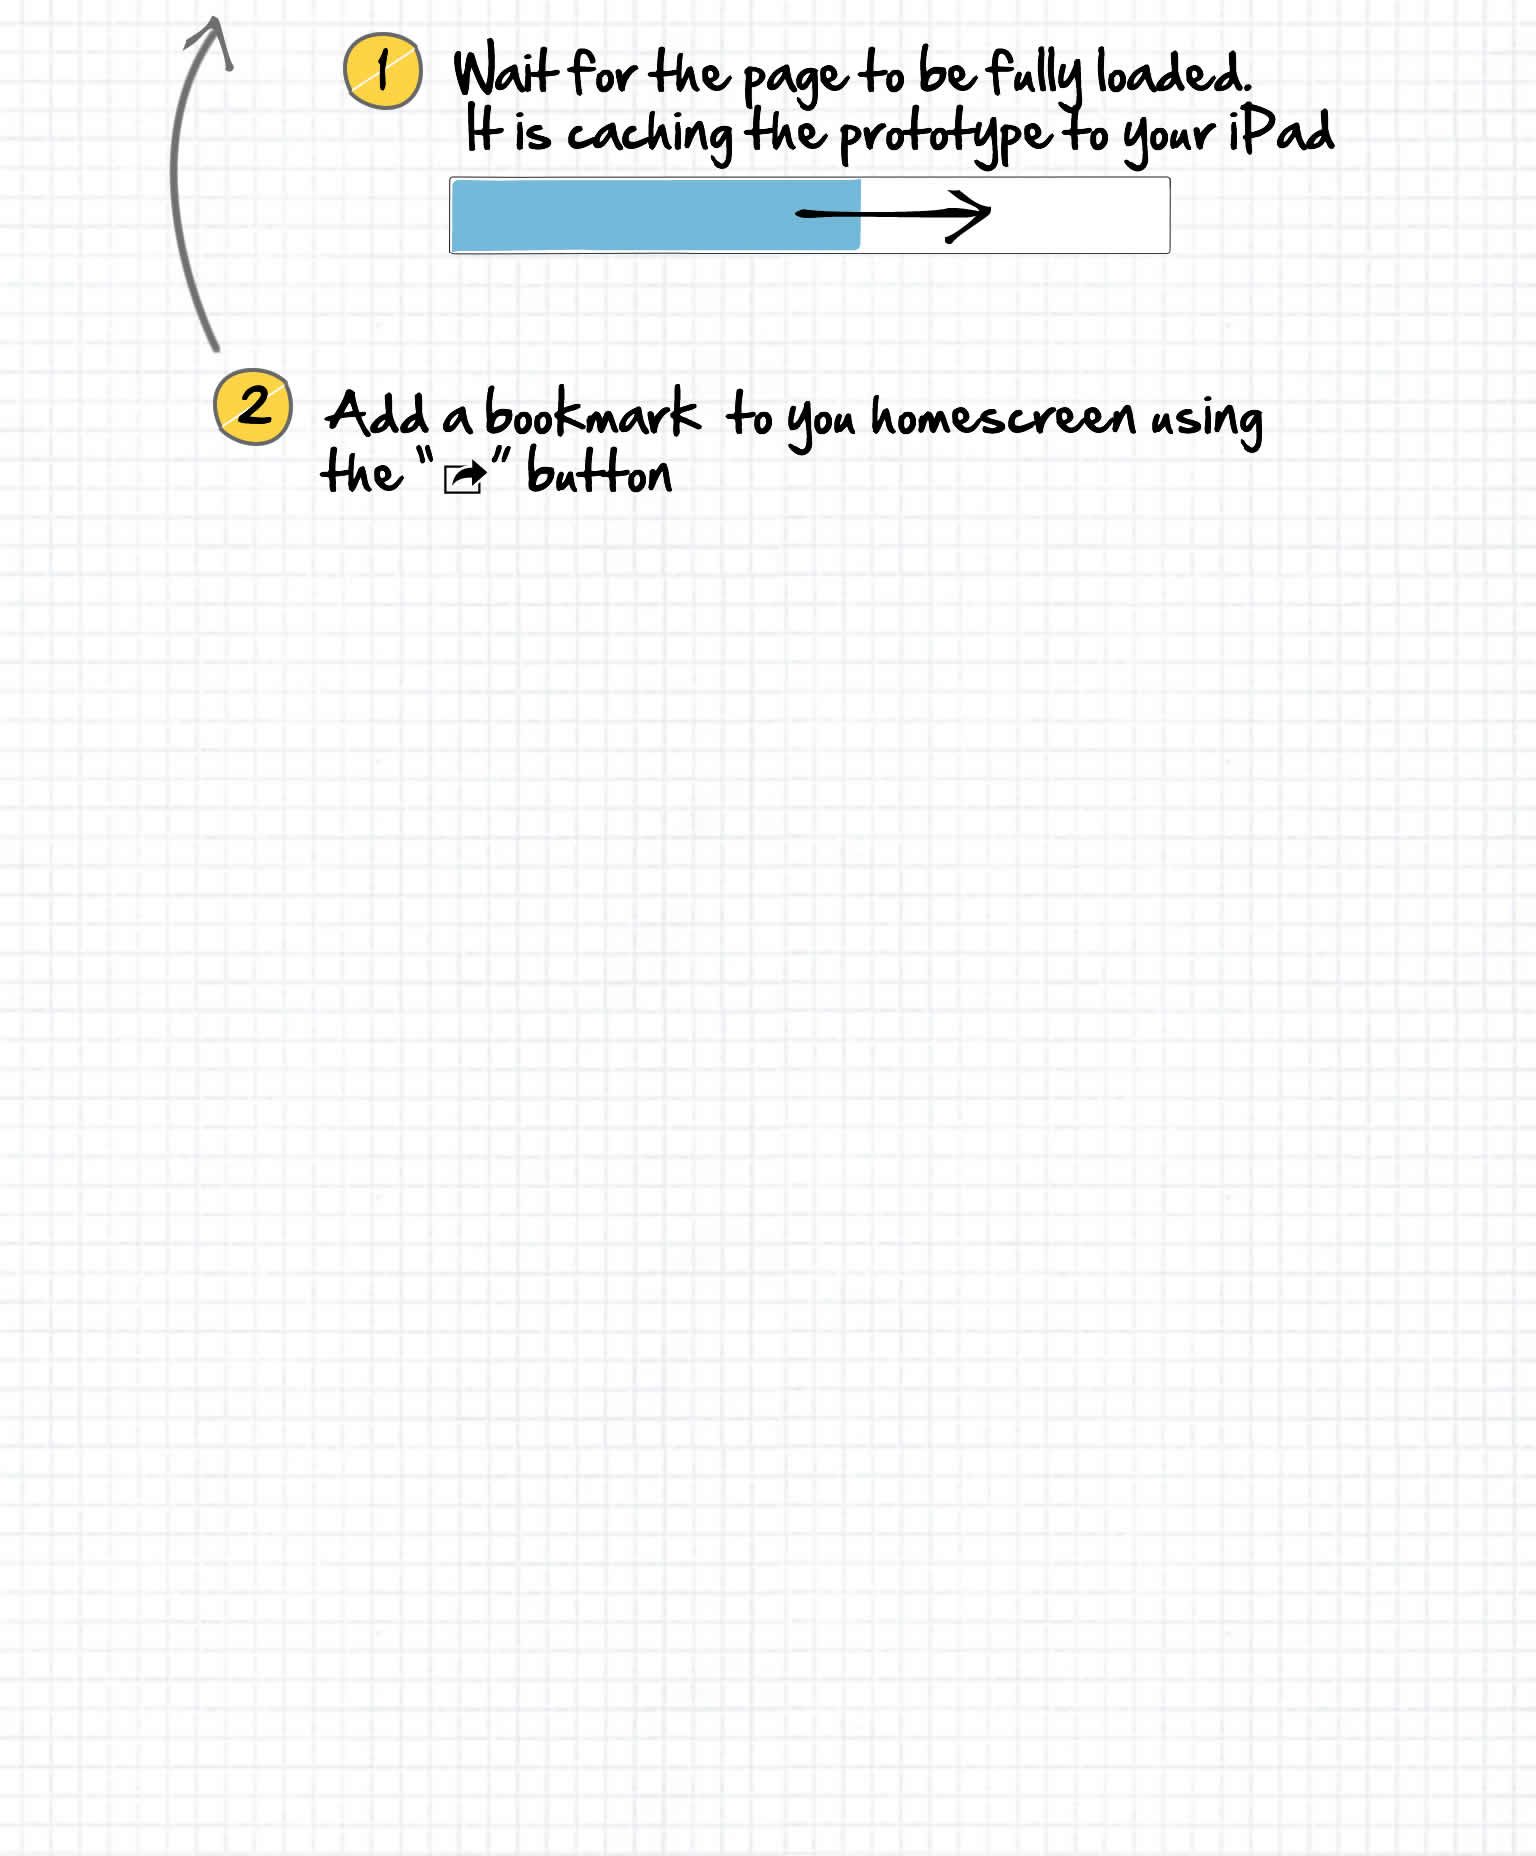 1 Wait for the page to be fully loaded.
It is caching the prototype to your iPad
2 Add a bookmark to you homescreen using
the " " button